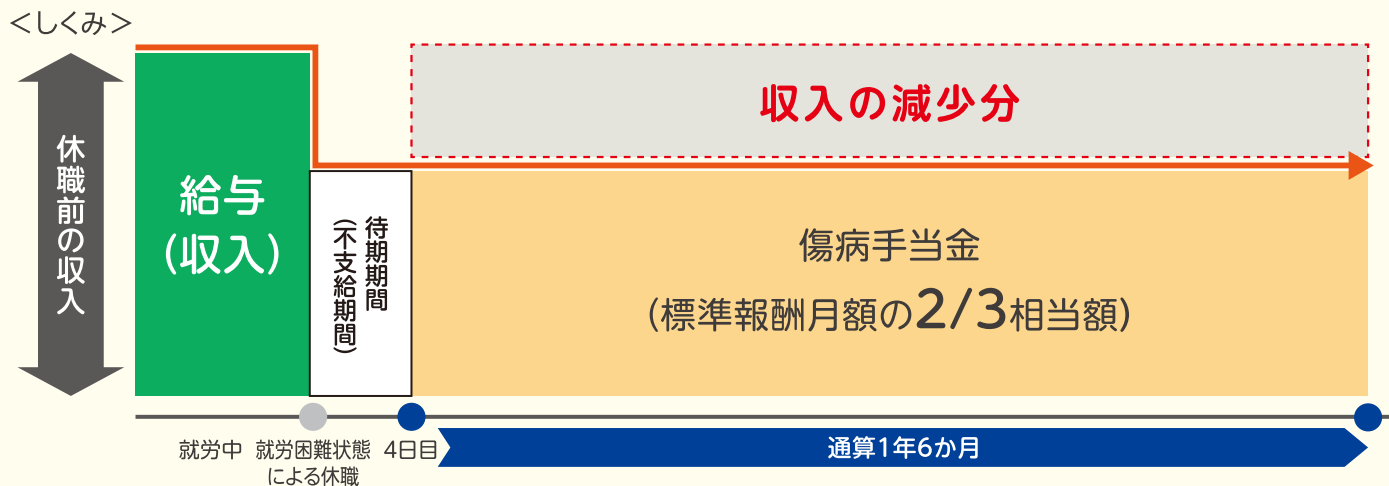 ＜しくみ＞
休職前の収入
給与
(収入)
待期期間
(不支給期間)
収入の減少分
傷病手当金
(標準報酬月額の2/3相当額)
就労中
就労困難状態
による休職
4日目
通算1年6か月